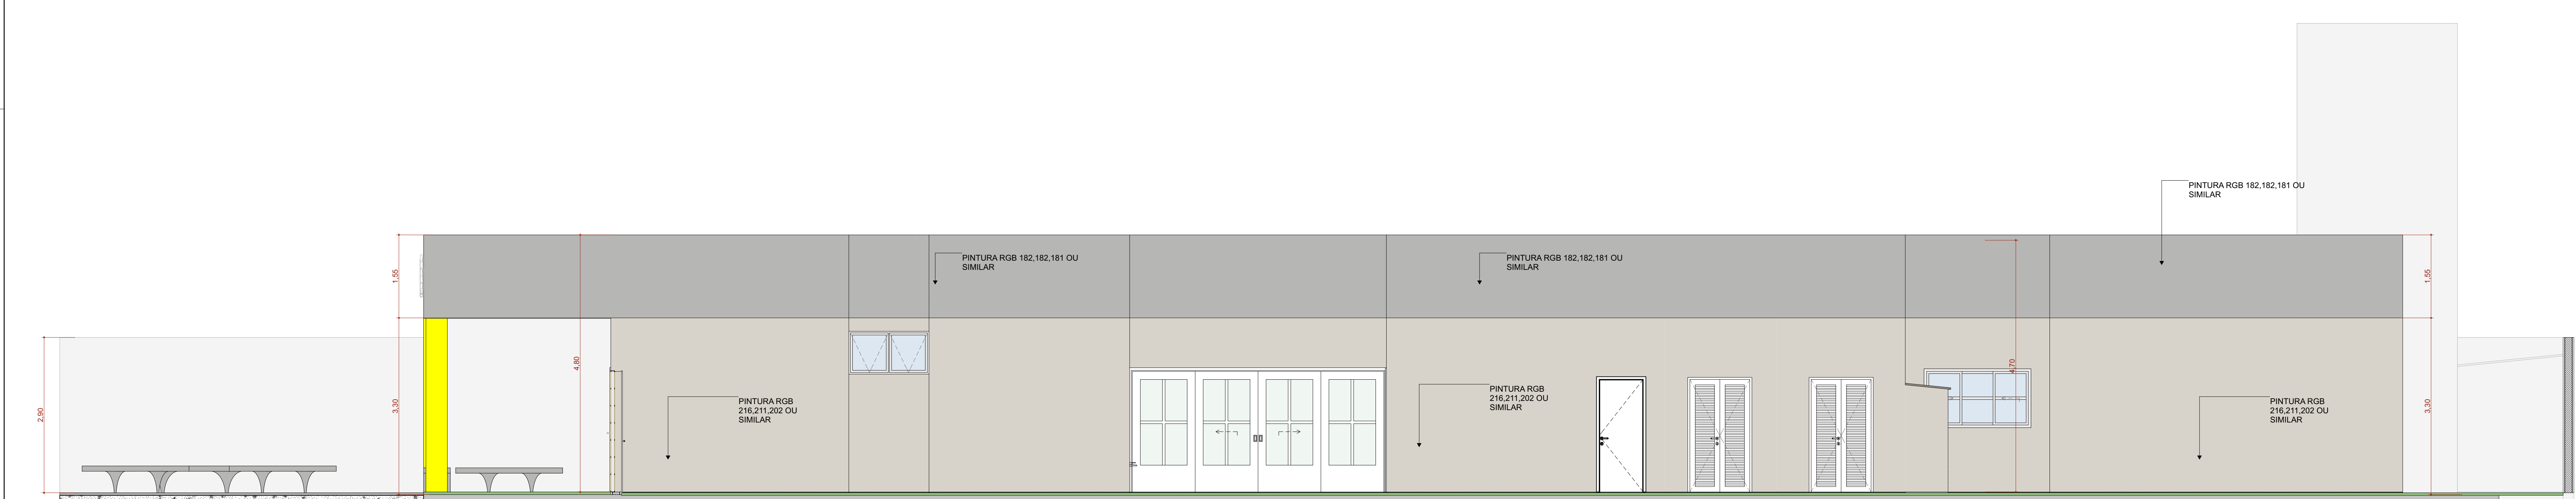 PINTURA RGB 182,182,181 OU
SIMILAR
PINTURA RGB 182,182,181 OU
SIMILAR
PINTURA RGB 182,182,181 OU
SIMILAR
1,55
1,55
4,80
4,70
2,90
3,30
3,30
PINTURA RGB
216,211,202 OU
SIMILAR
PINTURA RGB
216,211,202 OU
SIMILAR
PINTURA RGB
216,211,202 OU
SIMILAR